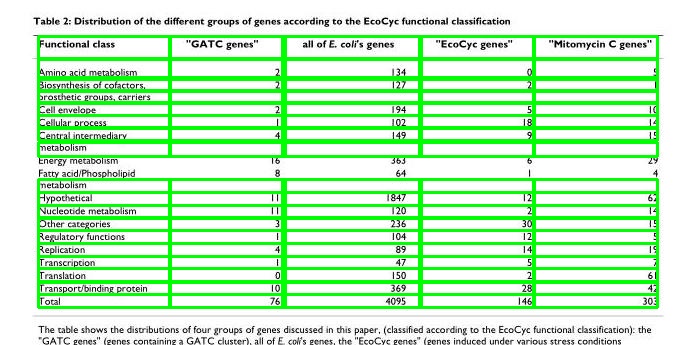 Table 2: Distribution of the different groups of genes according to the EcoCyc functional classification
Functional class "GATC genes" all of E. coli's genes "EcoCyc genes" "Mitomycin C genes"
Amino acid metabolism 2 134 0 5
Biosynthesis of cofactors, 2 127 2 1
prosthetic groups, carriers
Cell envelope 2 194 5 10
Cellular process 1 102 18 14
Central intermediary 4 149 9 15
metabolism
Energy metabolism 16 363 6 29
Fatty acid/Phospholipid 8 64 1 4
metabolism
Hypothetical 11 1847 12 62
Nucleotide metabolism 11 120 2 14
Other categories 3 236 30 15
Regulatory functions 1 104 12 5
Replication 4 89 14 19
Transcription 1 47 5 7
Translation 0 150 2 61
Transport/binding protein 10 369 28 42
Total 76 4095 146 303
The table shows the distributions of four groups of genes discussed in this paper, (classified according to the EcoCyc functional classification): the
"GATC genes" (genes containing a GATC cluster), all of E. coli's genes, the "EcoCyc genes" (genes induced under various stress conditions